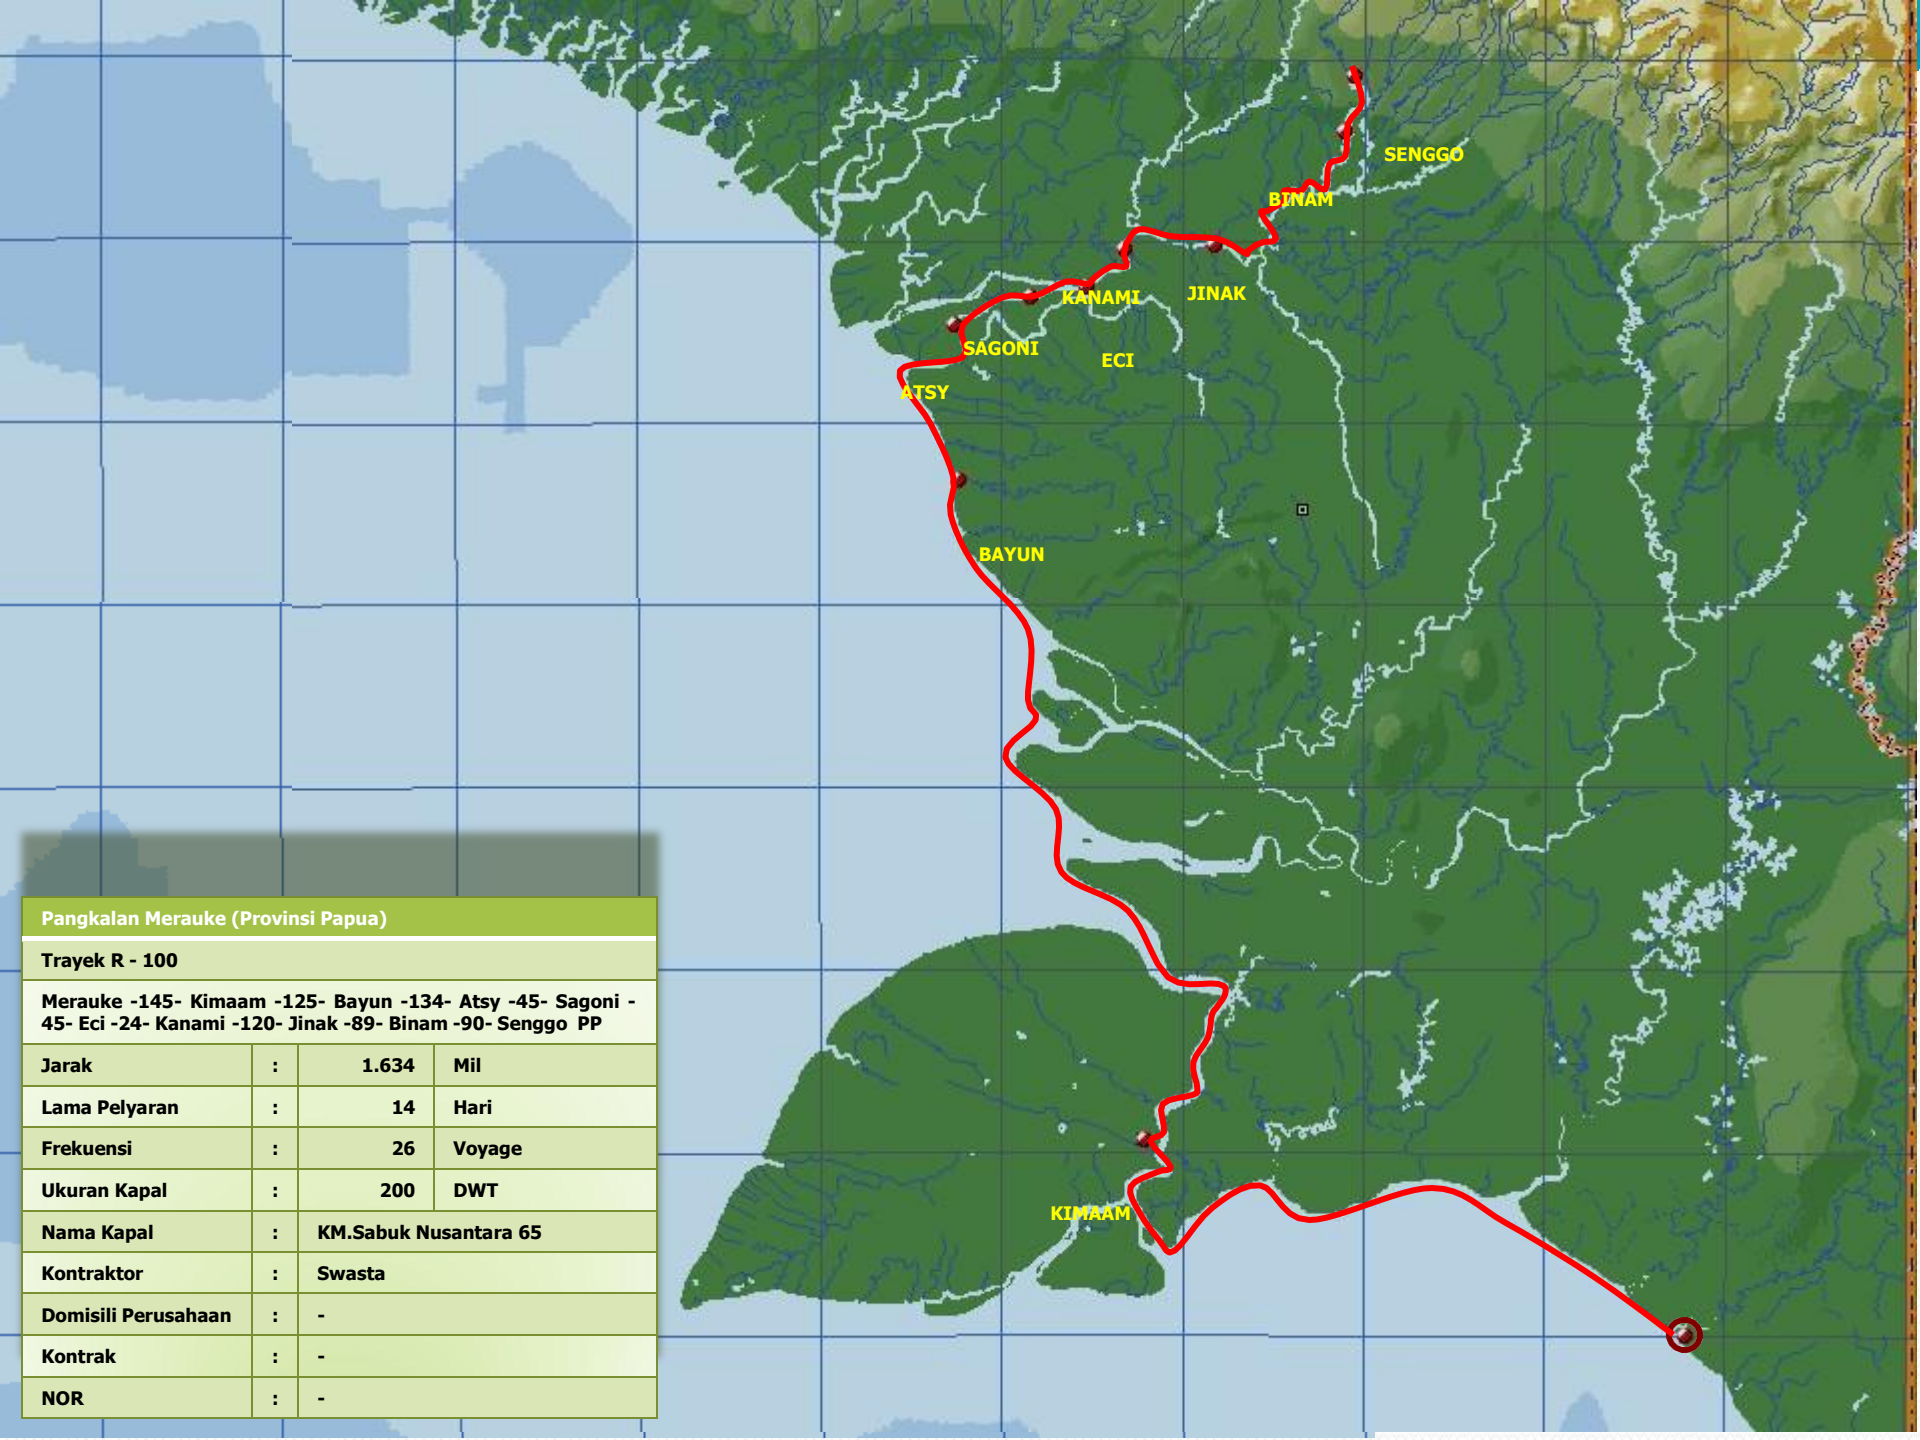 SENGGO
BINAM
KANAMI
JINAK
SAGONI
ECI
ATSY
BAYUN
KIMAAM
Pangkalan Merauke (Provinsi Papua)
Trayek R - 100
Merauke -145- Kimaam -125- Bayun -134- Atsy -45- Sagoni -
45- Eci -24- Kanami -120- Jinak -89- Binam -90- Senggo PP
Jarak : 1.634 Mil
Lama Pelyaran : 14 Hari
Frekuensi : 26 Voyage
Ukuran Kapal : 200 DWT
Nama Kapal : KM.Sabuk Nusantara 65
Kontraktor : Swasta
Domisili Perusahaan : -
Kontrak : -
NOR : -